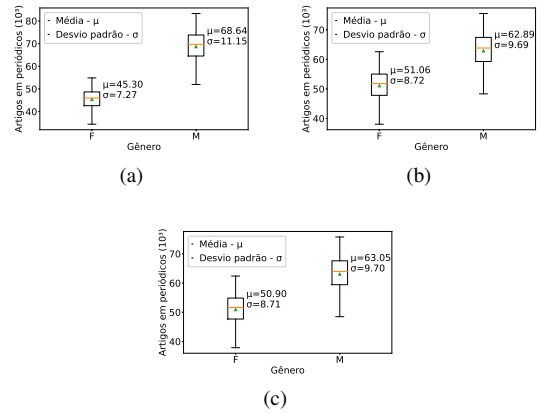 Artigos em periódicos (10³)
80
70
60
50
40
Média - μ
Desvio padrão - σ
μ=45.30
σ=7.27
μ=68.64
σ=11.15
F
M
Gênero
(a)
Artigos em periódicos (10³)
70
60
50
40
Média - μ
Desvio padrão - σ
μ=51.06
σ=8.72
μ=62.89
σ=9.69
F
M
Gênero
(b)
Artigos em periódicos (10³)
70
60
50
40
Média - μ
Desvio padrão - σ
μ=50.90
σ=8.71
μ=63.05
σ=9.70
F
M
Gênero
(c)